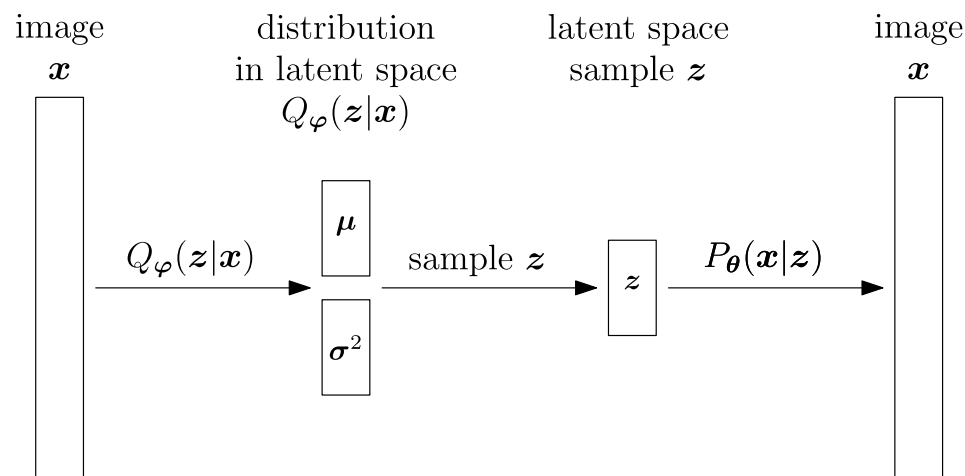 image
x
distribution
in latent space
Q_φ(z|x)
latent space
sample z
image
x
Q_φ(z|x)
μ
σ²
sample z
z
P_θ(x|z)